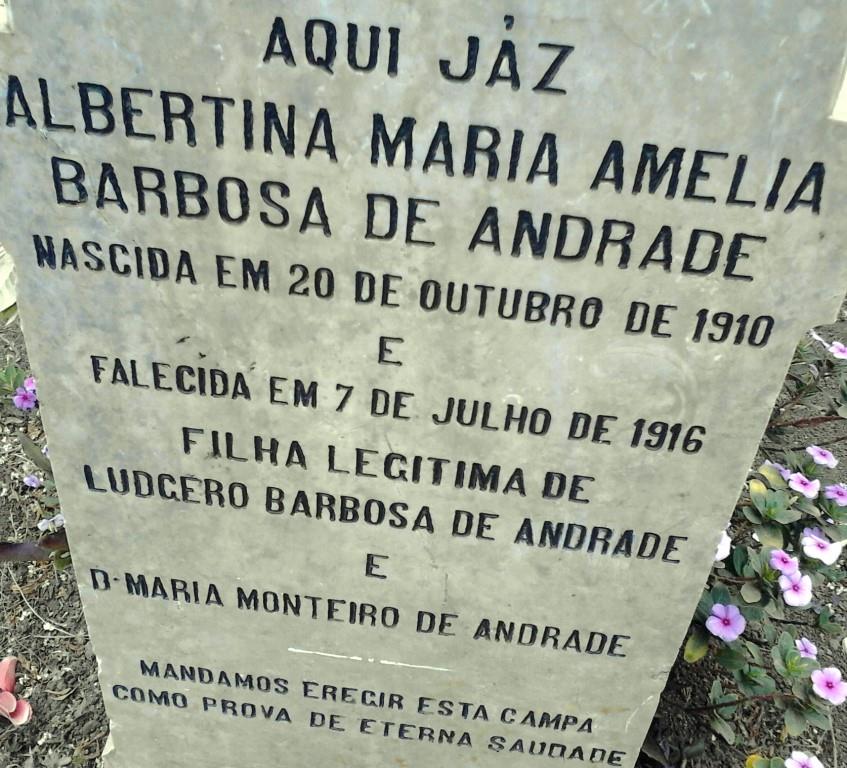 AQUI JÁZ
ALBERTINA MARIA AMELIA
BARBOSA DE ANDRADE
NASCIDA EM 20 DE OUTUBRO DE 1910
E
FALECIDA EM 7 DE JULHO DE 1916
FILHA LEGITIMA DE
LUDGERO BARBOSA DE ANDRADE
E
D. MARIA MONTEIRO DE ANDRADE
MANDAMOS EREGIR ESTA CAMPA
COMO PROVA DE ETERNA SAUDADE